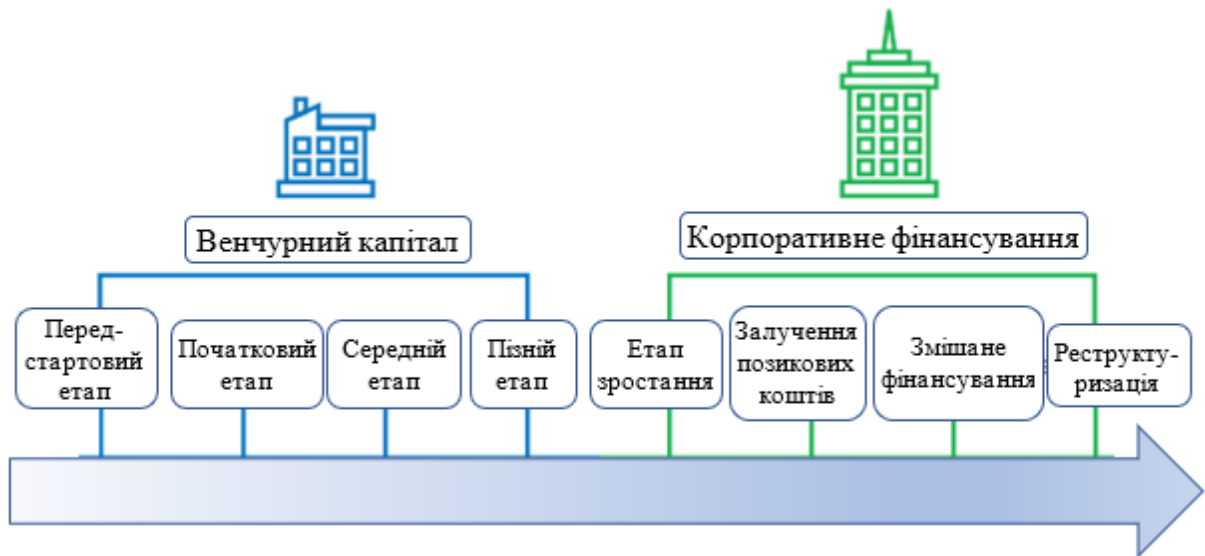 Венчурний капітал
Корпоративне фінансування
Перед-
стартовий
етап
Початковий
етап
Середній
етап
Пізній
етап
Етап
зростання
Залучення
позикових
коштів
Змішане
фінансування
Реструкту-
ризація